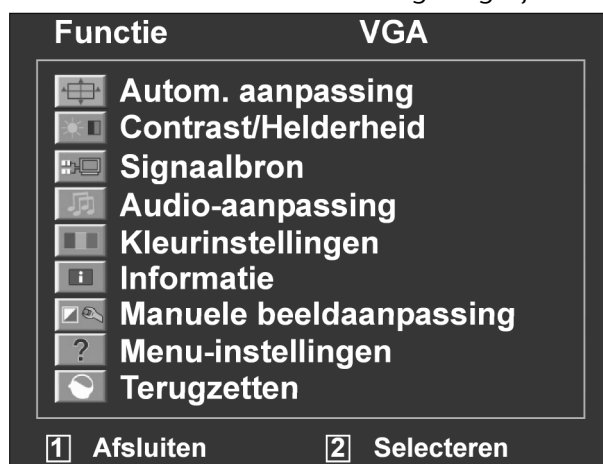 Functie VGA
Autom. aanpassing
Contrast/Helderheid
Signaalbron
Audio-aanpassing
Kleurinstellingen
Informatie
Manuele beeldaanpassing
Menu-instellingen
Terugzetten
1 Afsluiten 2 Selecteren